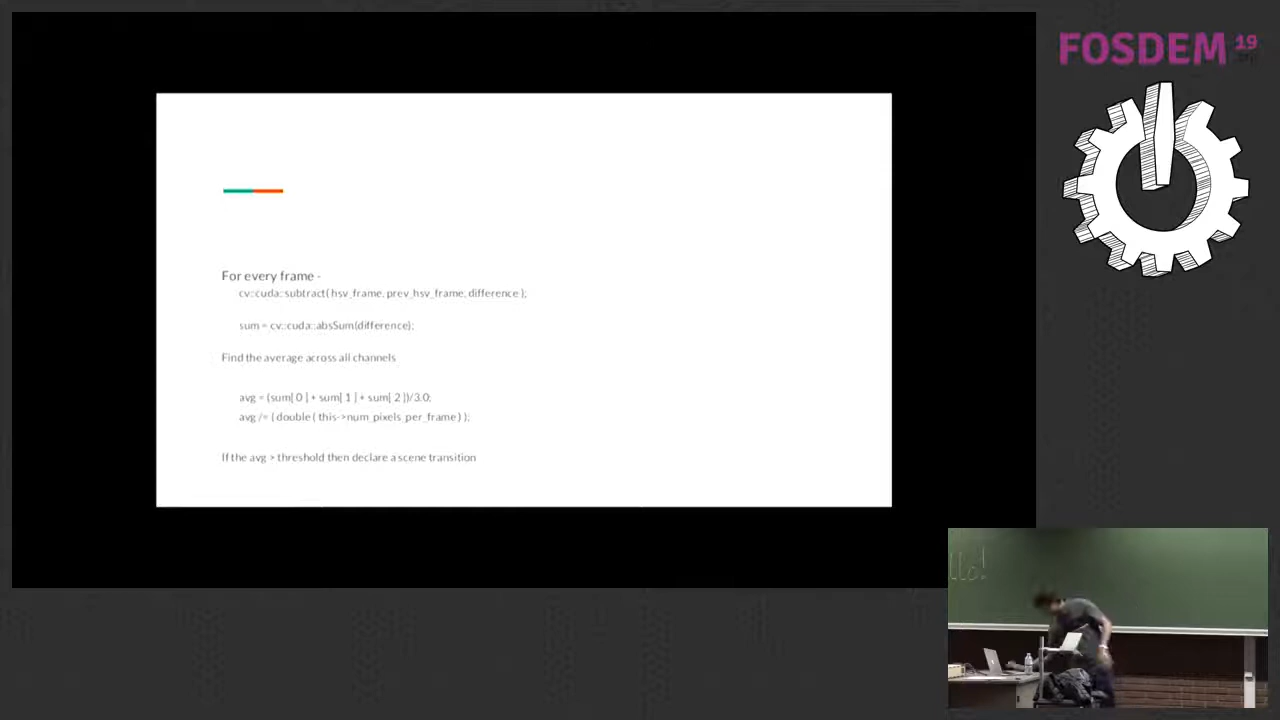 FOSDEM 19
.org
For every frame -
cv::cuda::subtract( hsv_frame, prev_hsv_frame, difference );
sum = cv::cuda::absSum(difference);
Find the average across all channels
avg = (sum[ 0 ] + sum[ 1 ] + sum[ 2 ])/3.0;
avg /= ( double ( this->num_pixels_per_frame ) );
If the avg > threshold then declare a scene transition